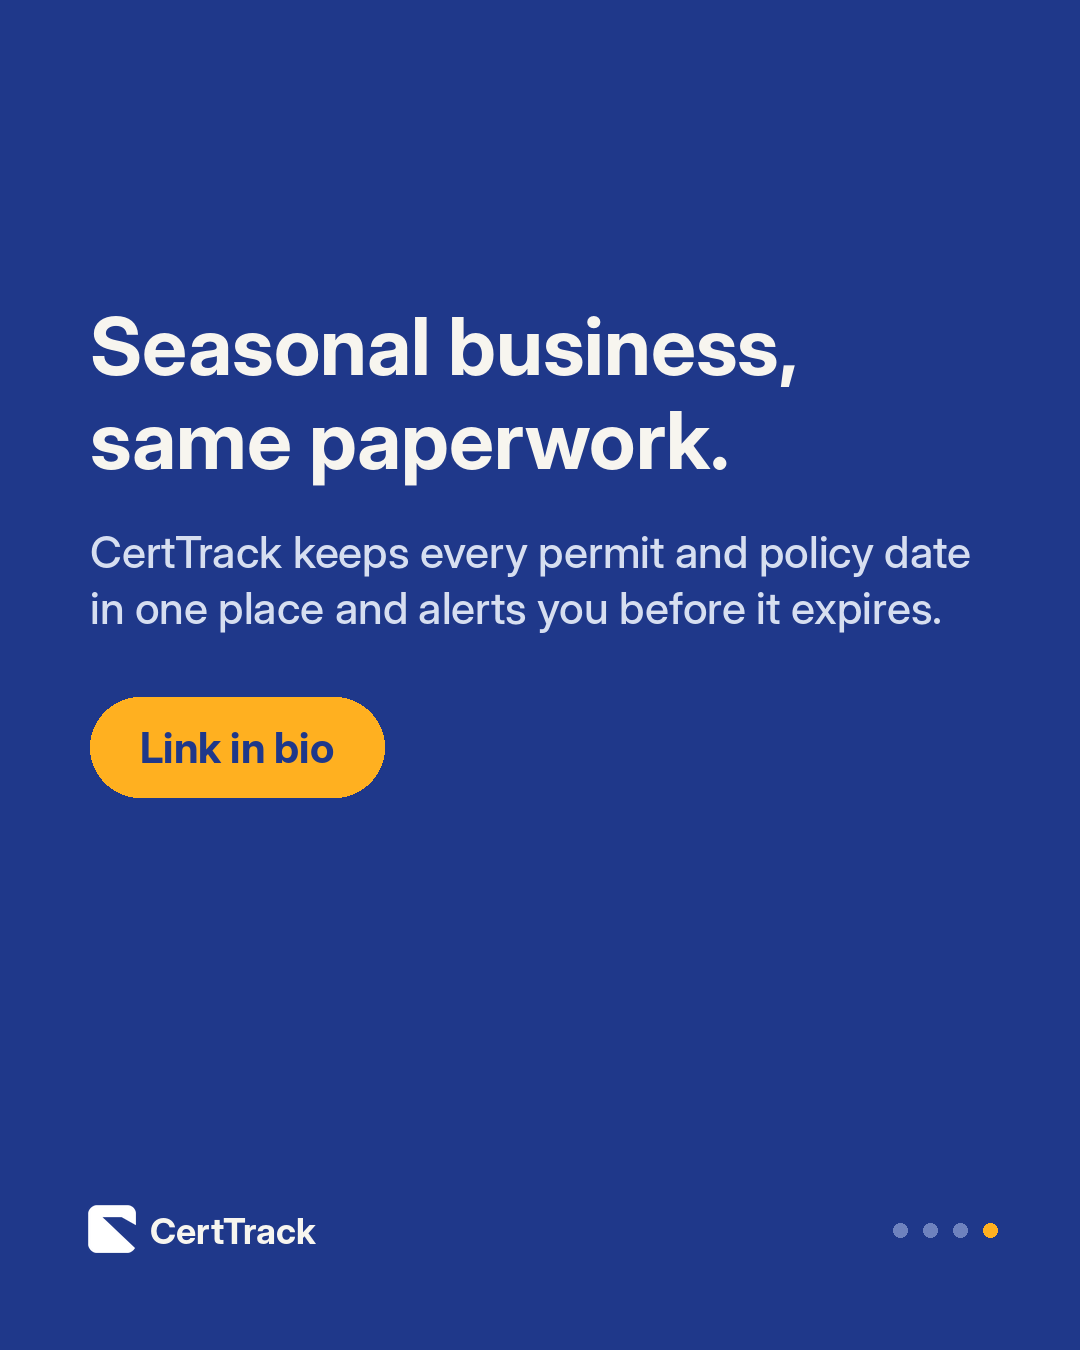 Seasonal business,
same paperwork.
CertTrack keeps every permit and policy date
in one place and alerts you before it expires.
Link in bio
CertTrack